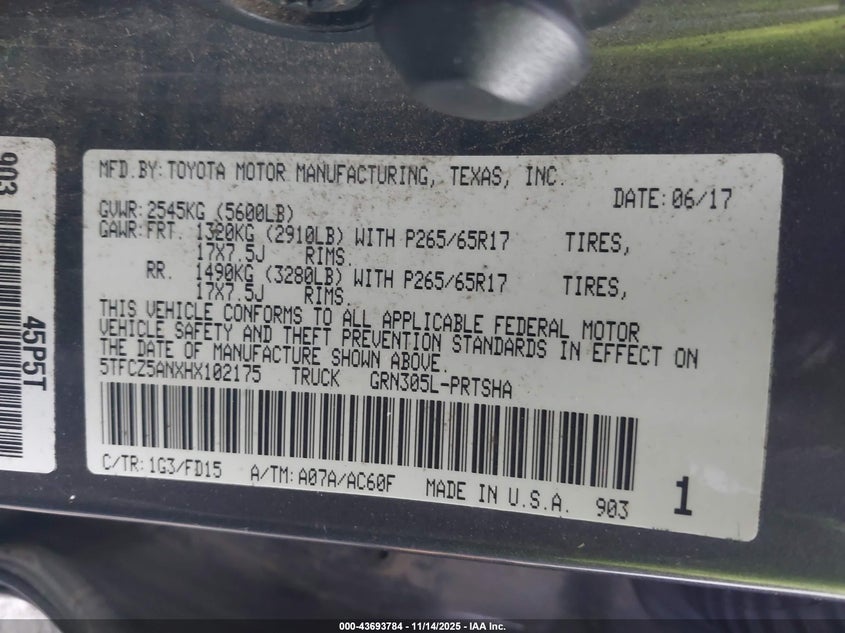 903
45P5T
MFD.BY:TOYOTA MOTOR MANUFACTURING, TEXAS, INC.
DATE:06/17
GVWR:2545KG (5600LB)
GAWR:FRT. 1320KG (2910LB) WITH P265/65R17 TIRES,
17X7.5J RIMS.
RR. 1490KG (3280LB) WITH P265/65R17 TIRES,
17X7.5J RIMS.
THIS VEHICLE CONFORMS TO ALL APPLICABLE FEDERAL MOTOR
VEHICLE SAFETY AND THEFT PREVENTION STANDARDS IN EFFECT ON
THE DATE OF MANUFACTURE SHOWN ABOVE.
5TFCZ5ANXHX102175 TRUCK GRN305L-PRTSHA
C/TR:1G3/FD15 A/TM:A07A/AC60F MADE IN U.S.A. 903 1
000-43693784 - 11/14/2025 - IAA Inc.